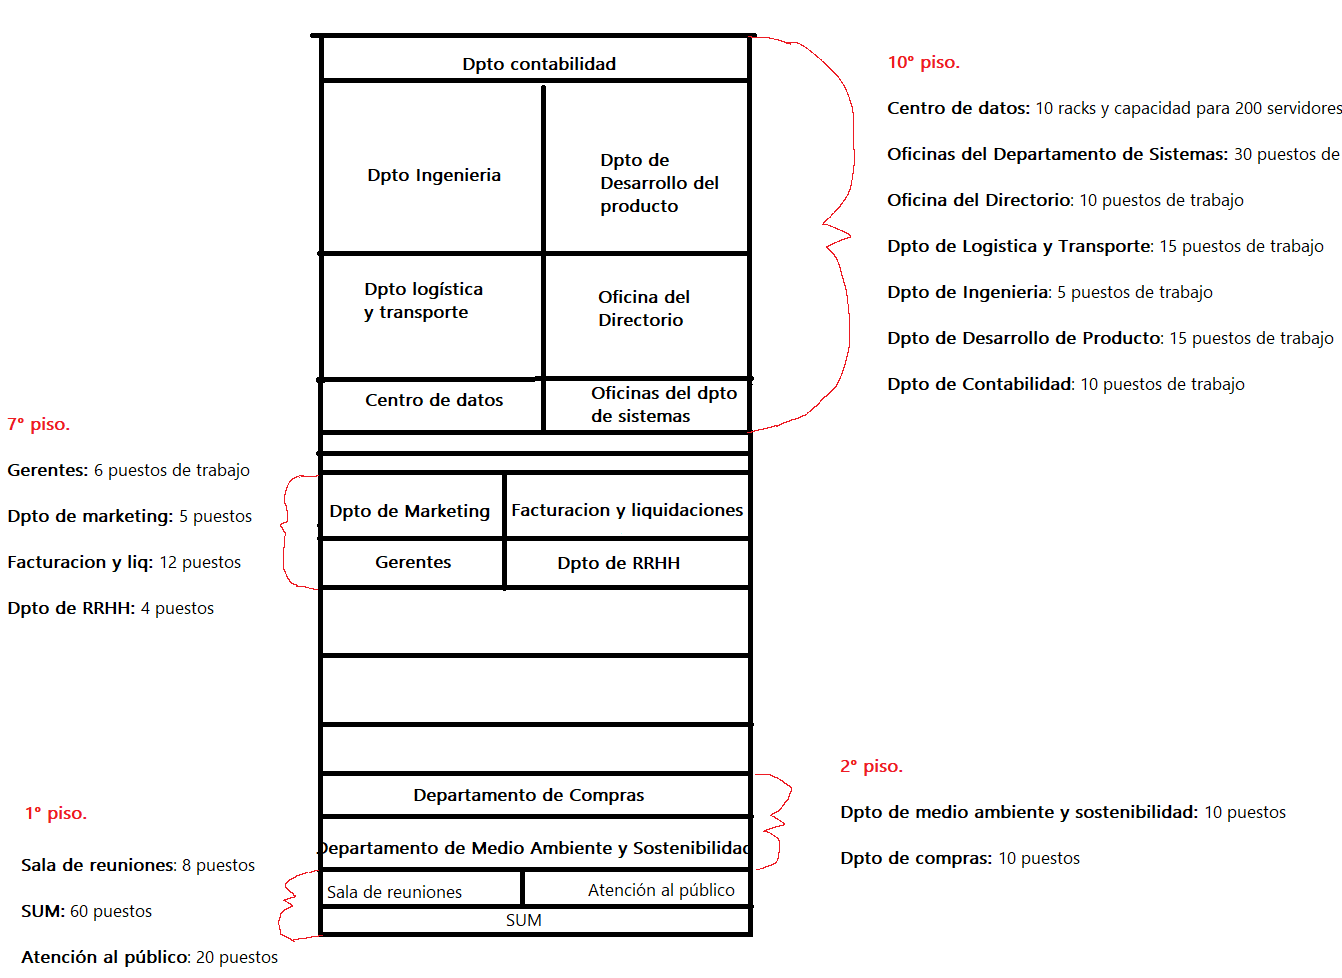 Dpto contabilidad
Dpto Ingenieria
Dpto de
Desarrollo del
producto
Dpto logística
y transporte
Oficina del
Directorio
Centro de datos
Oficinas del dpto
de sistemas
10° piso.
Centro de datos: 10 racks y capacidad para 200 servidores
Oficinas del Departamento de Sistemas: 30 puestos de
Oficina del Directorio: 10 puestos de trabajo
Dpto de Logistica y Transporte: 15 puestos de trabajo
Dpto de Ingenieria: 5 puestos de trabajo
Dpto de Desarrollo de Producto: 15 puestos de trabajo
Dpto de Contabilidad: 10 puestos de trabajo
7° piso.
Gerentes: 6 puestos de trabajo
Dpto de marketing: 5 puestos
Facturacion y liq: 12 puestos
Dpto de RRHH: 4 puestos
Dpto de Marketing
Facturacion y liquidaciones
Gerentes
Dpto de RRHH
Departamento de Compras
Departamento de Medio Ambiente y Sostenibilidad
2° piso.
Dpto de medio ambiente y sostenibilidad: 10 puestos
Dpto de compras: 10 puestos
1° piso.
Sala de reuniones: 8 puestos
SUM: 60 puestos
Atención al público: 20 puestos
Sala de reuniones
Atención al público
SUM